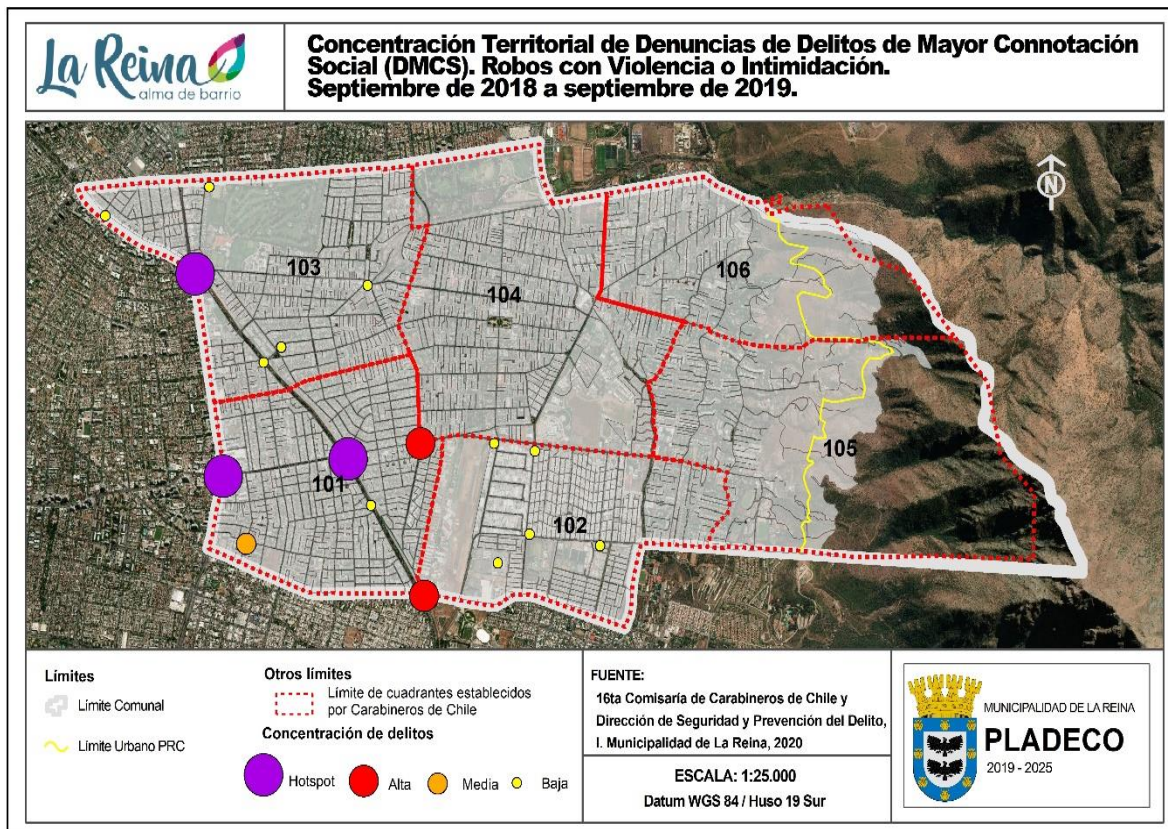 La Reina
alma de barrio
Concentración Territorial de Denuncias de Delitos de Mayor Connotación
Social (DMCS). Robos con Violencia o Intimidación.
Septiembre de 2018 a septiembre de 2019.
N
103
104
106
105
101
102
Límites
Límite Comunal
Límite Urbano PRC
Otros límites
Límite de cuadrantes establecidos
por Carabineros de Chile
Concentración de delitos
Hotspot
Alta
Media
Baja
FUENTE:
16ta Comisaría de Carabineros de Chile y
Dirección de Seguridad y Prevención del Delito,
I. Municipalidad de La Reina, 2020
ESCALA: 1:25.000
Datum WGS 84 / Huso 19 Sur
MUNICIPALIDAD DE LA REINA
PLADECO
2019 - 2025